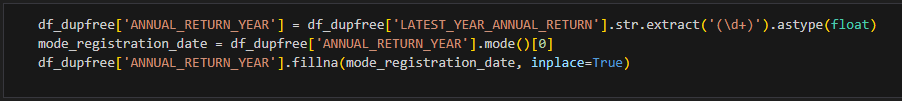 df_dupfree['ANNUAL_RETURN_YEAR'] = df_dupfree['LATEST_YEAR_ANNUAL_RETURN'].str.extract('(\d+)').astype(float)
mode_registration_date = df_dupfree['ANNUAL_RETURN_YEAR'].mode()[0]
df_dupfree['ANNUAL_RETURN_YEAR'].fillna(mode_registration_date, inplace=True)